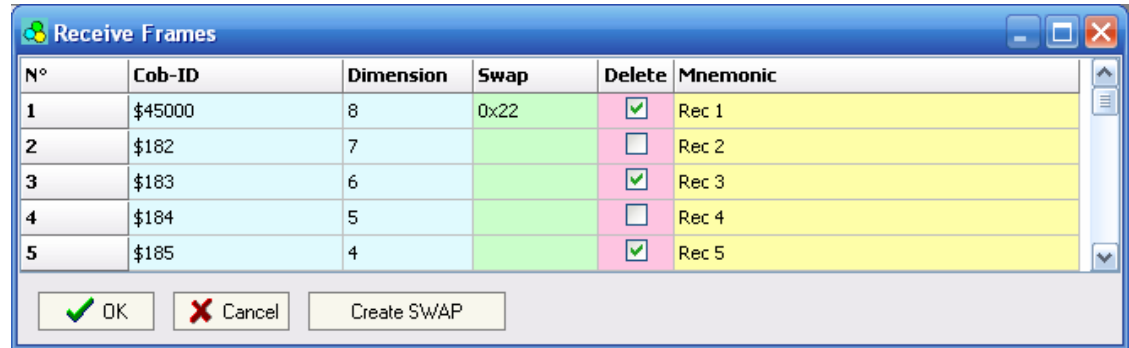 Receive Frames
N° Cob-ID Dimension Swap Delete Mnemonic
1 $45000 8 0x22 Rec 1
2 $182 7 Rec 2
3 $183 6 Rec 3
4 $184 5 Rec 4
5 $185 4 Rec 5
OK Cancel Create SWAP